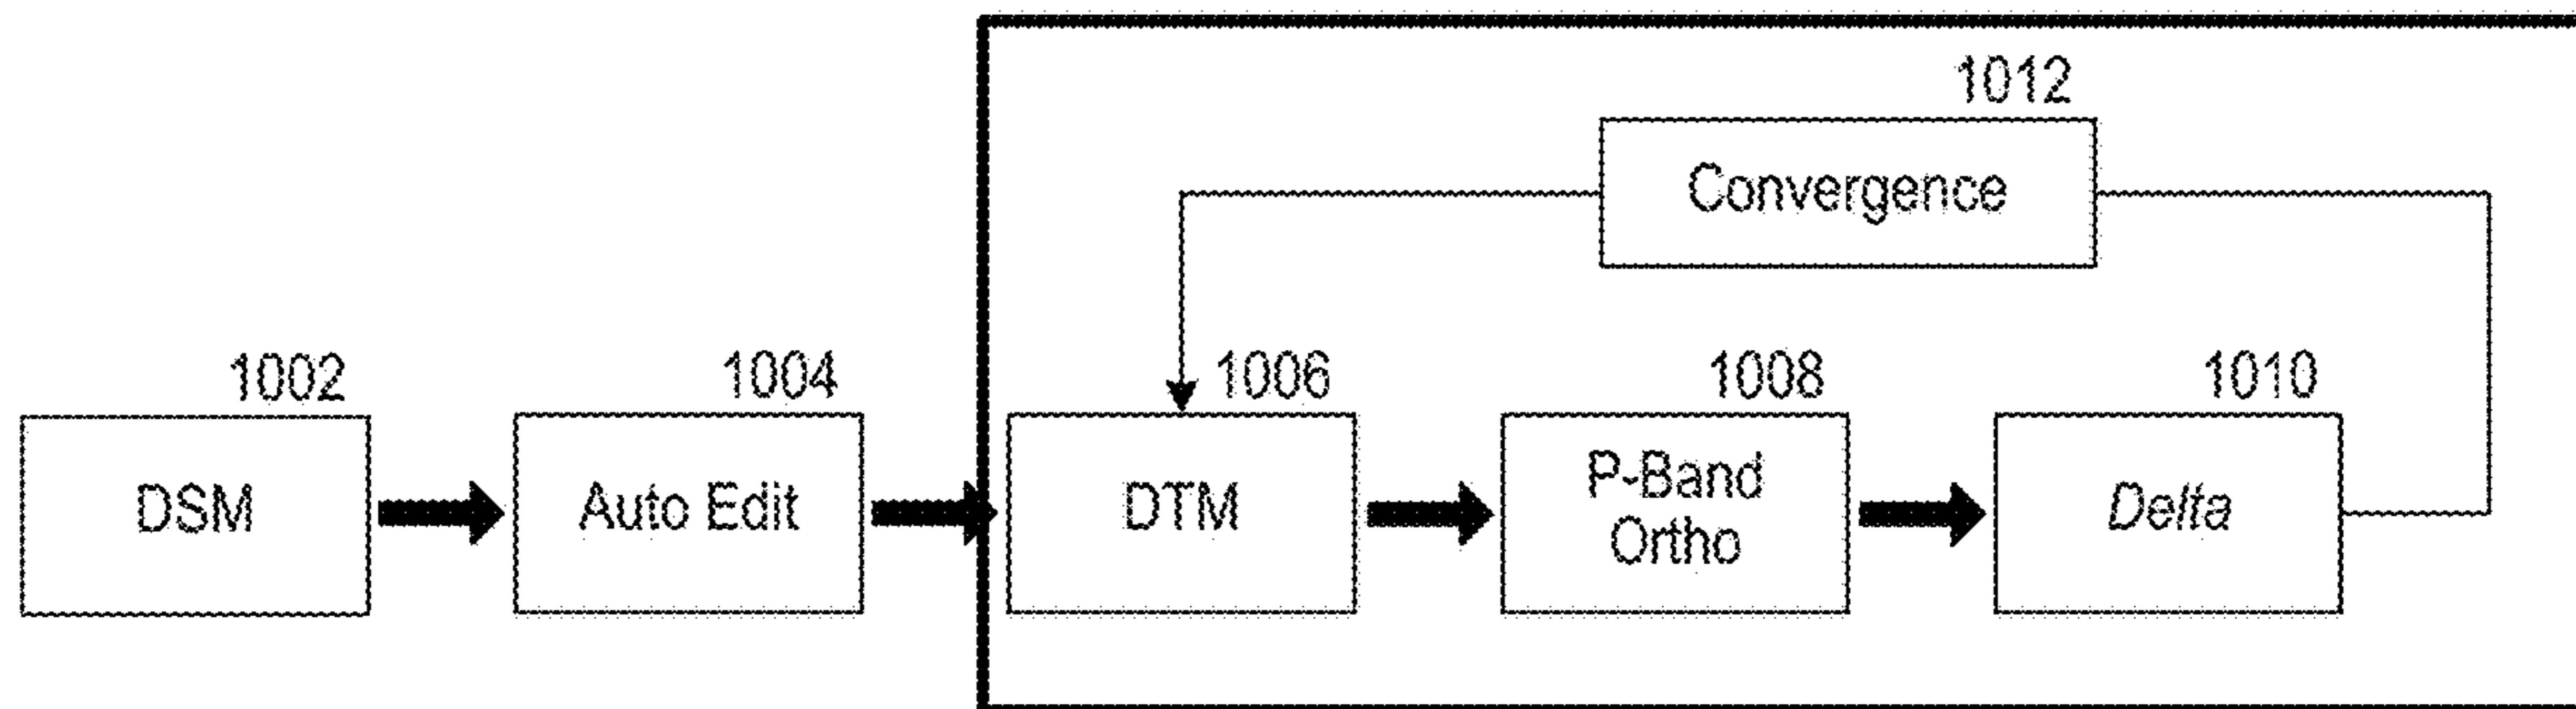 1012
Convergence
1002
1004
1006
1008
1010
DSM
Auto Edit
DTM
P-Band
Ortho
Delta